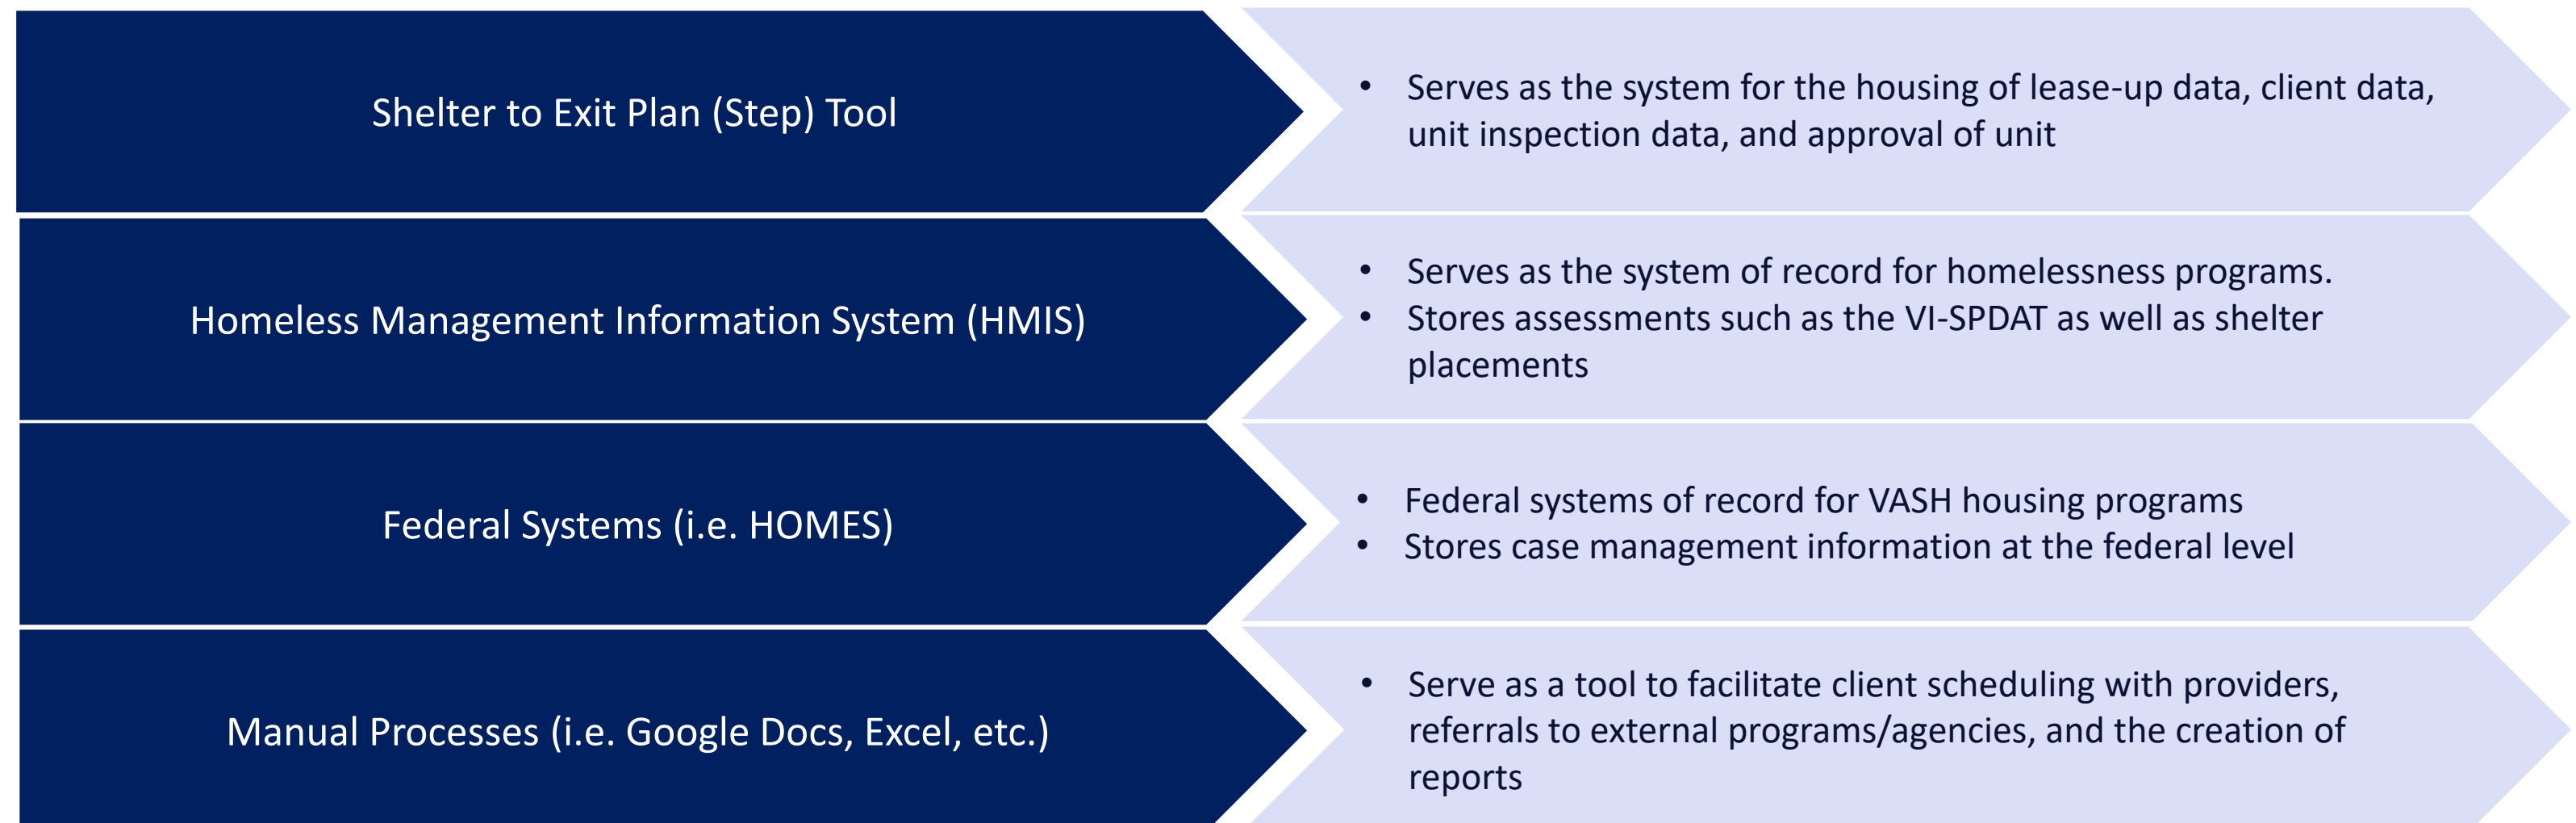 Shelter to Exit Plan (Step) Tool
• Serves as the system for the housing of lease-up data, client data,
unit inspection data, and approval of unit
Homeless Management Information System (HMIS)
• Serves as the system of record for homelessness programs.
• Stores assessments such as the VI-SPDAT as well as shelter
placements
Federal Systems (i.e. HOMES)
• Federal systems of record for VASH housing programs
• Stores case management information at the federal level
Manual Processes (i.e. Google Docs, Excel, etc.)
• Serve as a tool to facilitate client scheduling with providers,
referrals to external programs/agencies, and the creation of
reports